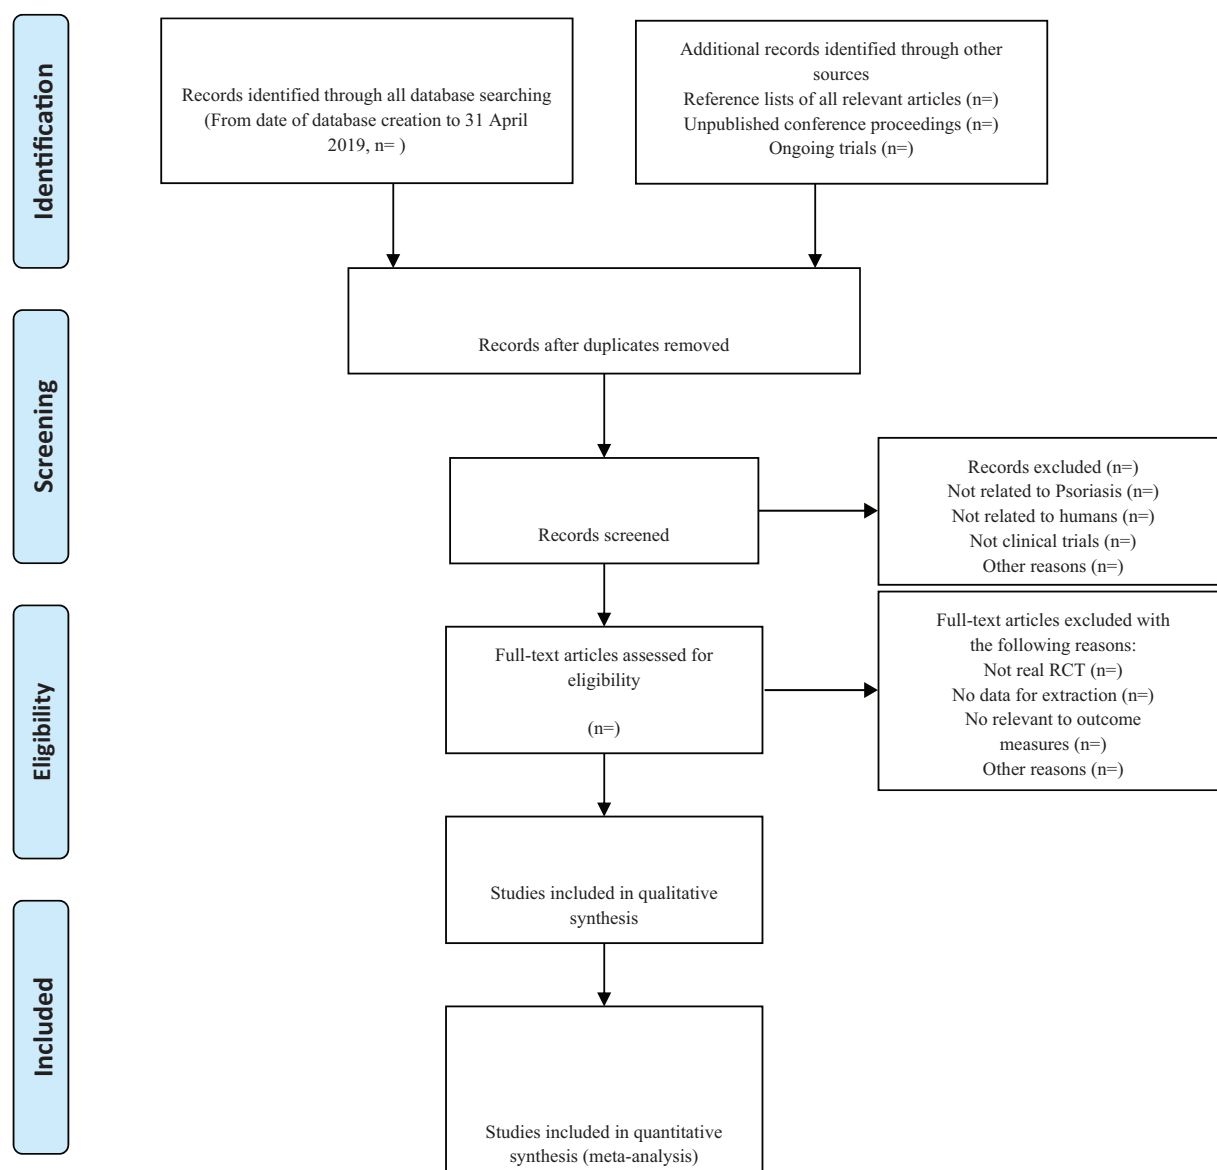 Identification
Records identified through all database searching
(From date of database creation to 31 April
2019, n= )
Additional records identified through other
sources
Reference lists of all relevant articles (n=)
Unpublished conference proceedings (n=)
Ongoing trials (n=)
Records after duplicates removed
Screening
Records screened
Records excluded (n=)
Not related to Psoriasis (n=)
Not related to humans (n=)
Not clinical trials (n=)
Other reasons (n=)
Eligibility
Full-text articles assessed for
eligibility
(n=)
Full-text articles excluded with
the following reasons:
Not real RCT (n=)
No data for extraction (n=)
No relevant to outcome
measures (n=)
Other reasons (n=)
Studies included in qualitative
synthesis
Included
Studies included in quantitative
synthesis (meta-analysis)